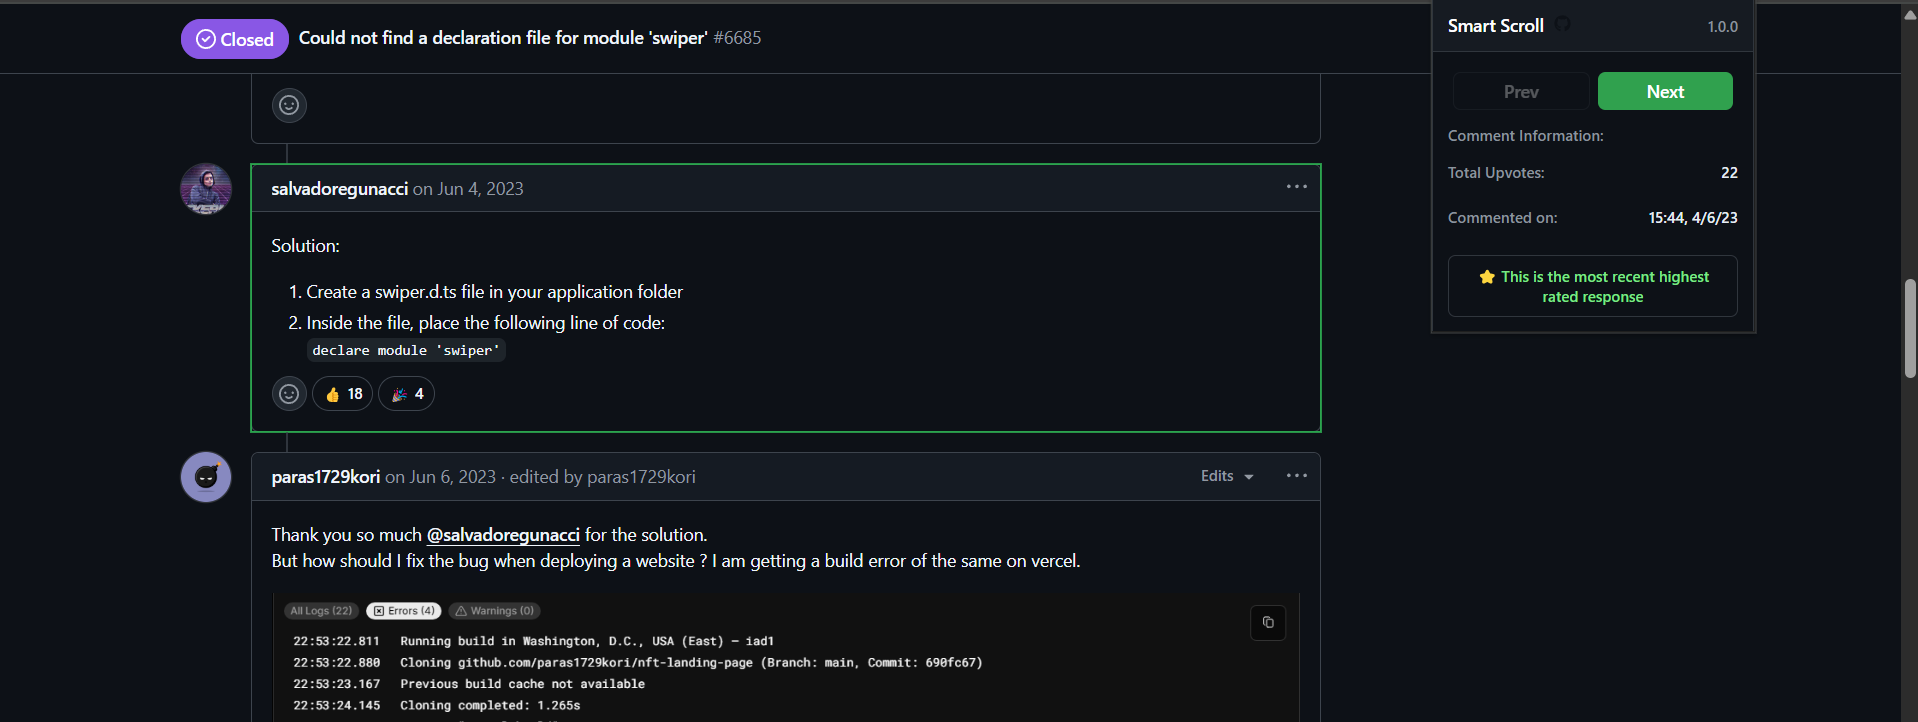 Closed Could not find a declaration file for module 'swiper' #6685
Smart Scroll 1.0.0
Prev Next
Comment Information:
Total Upvotes: 22
Commented on: 15:44, 4/6/23
⭐ This is the most recent highest
rated response
salvadoregunacci on Jun 4, 2023
Solution:
1. Create a swiper.d.ts file in your application folder
2. Inside the file, place the following line of code:
declare module 'swiper'
👍 18 🎉 4
paras1729kori on Jun 6, 2023 · edited by paras1729kori Edits
Thank you so much @salvadoregunacci for the solution.
But how should I fix the bug when deploying a website ? I am getting a build error of the same on vercel.
All Logs (22) Errors (4) Warnings (0)
22:53:22.811 Running build in Washington, D.C., USA (East) – iad1
22:53:22.880 Cloning github.com/paras1729kori/nft-landing-page (Branch: main, Commit: 690fc67)
22:53:23.167 Previous build cache not available
22:53:24.145 Cloning completed: 1.265s